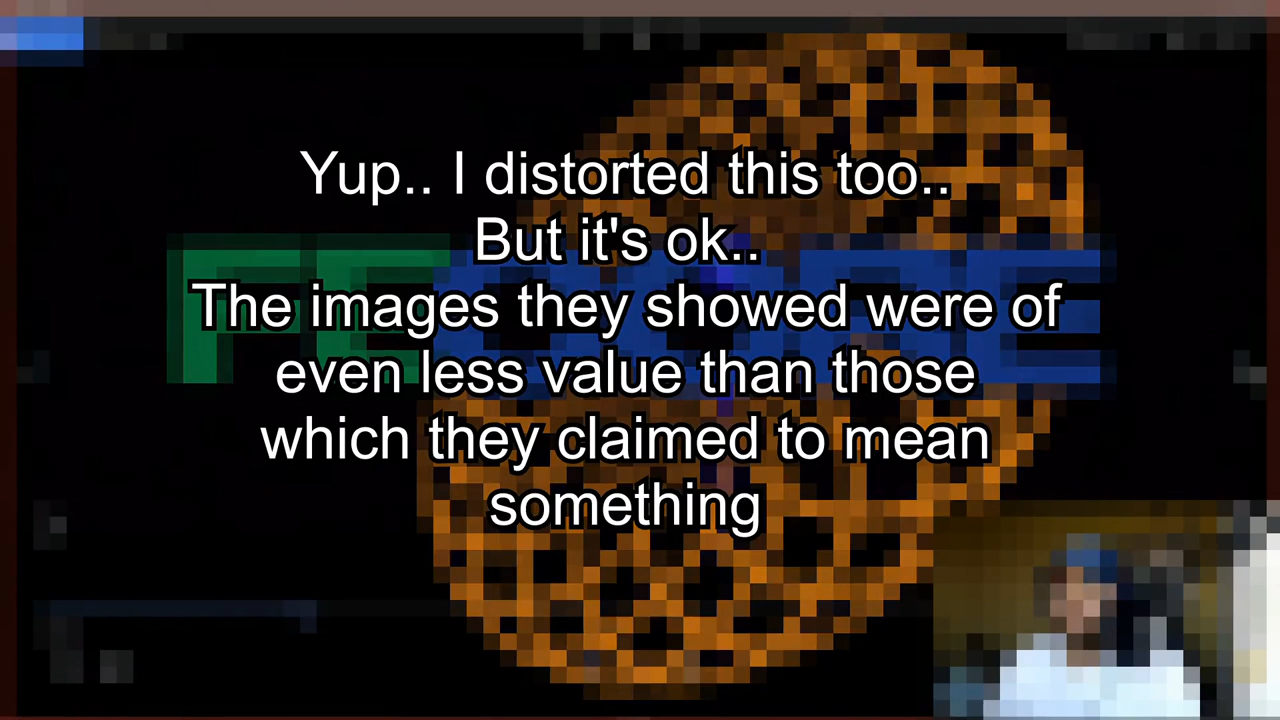 Yup.. I distorted this too..
But it's ok..
The images they showed were of
even less value than those
which they claimed to mean
something